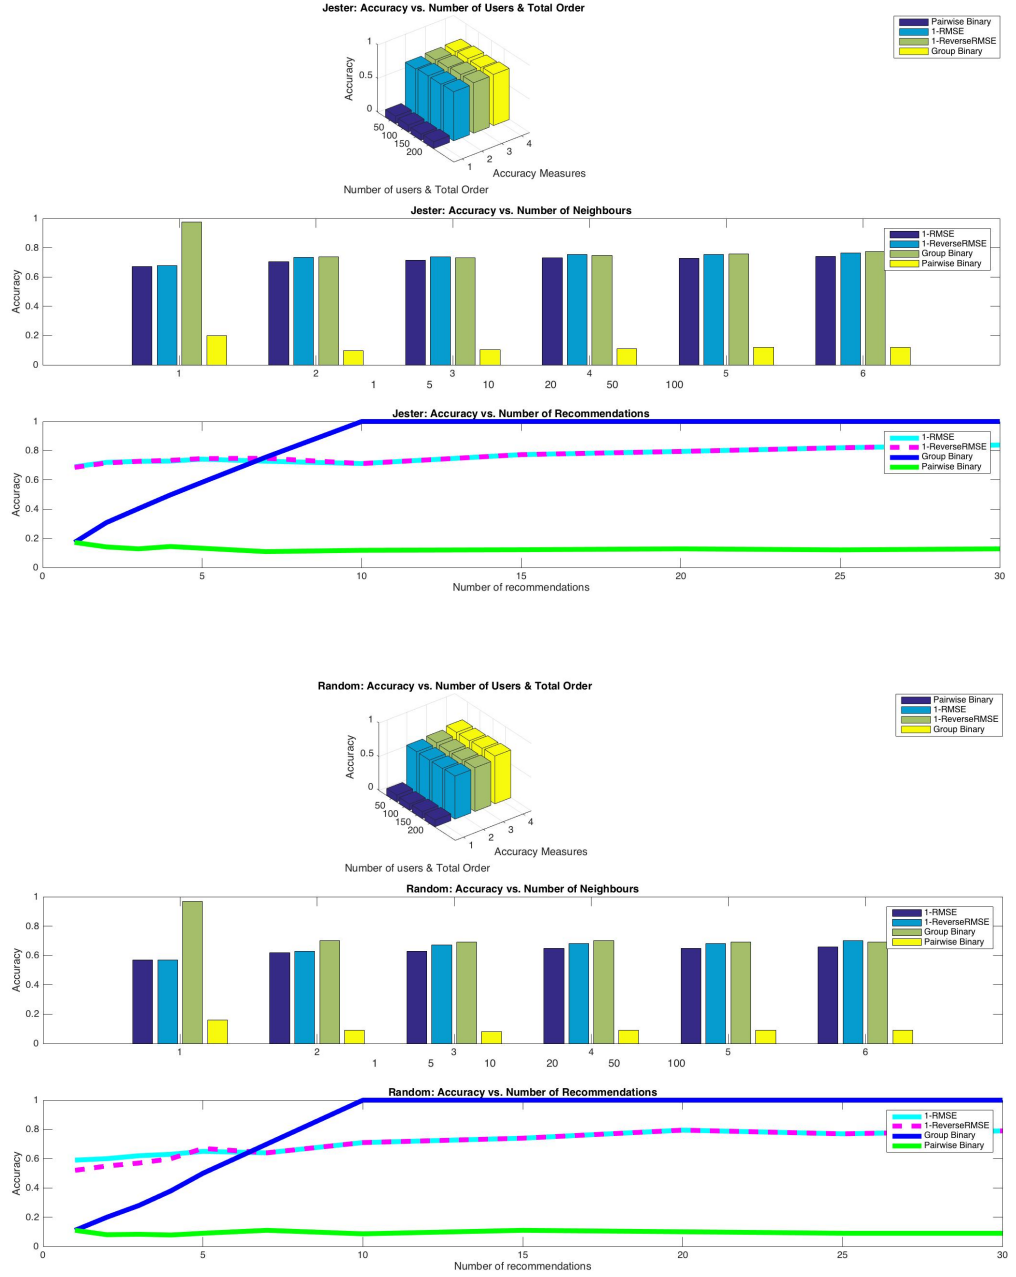 Jester: Accuracy vs. Number of Users & Total Order
Pairwise Binary
1-RMSE
1-ReverseRMSE
Group Binary
1
0.5
0
Accuracy
50
100
150
200
1
2
3
4
Accuracy Measures
Number of users & Total Order
Jester: Accuracy vs. Number of Neighbours
1
0.8
0.6
0.4
0.2
0
Accuracy
1-RMSE
1-ReverseRMSE
Group Binary
Pairwise Binary
1 2 3 4 5 6
1 5 10 20 50 100
Jester: Accuracy vs. Number of Recommendations
1
0.8
0.6
0.4
0.2
0
Accuracy
1-RMSE
1-ReverseRMSE
Group Binary
Pairwise Binary
0 5 10 15 20 25 30
Number of recommendations
Random: Accuracy vs. Number of Users & Total Order
Pairwise Binary
1-RMSE
1-ReverseRMSE
Group Binary
1
0.5
0
Accuracy
50
100
150
200
1
2
3
4
Accuracy Measures
Number of users & Total Order
Random: Accuracy vs. Number of Neighbours
1
0.8
0.6
0.4
0.2
0
Accuracy
1-RMSE
1-ReverseRMSE
Group Binary
Pairwise Binary
1 2 3 4 5 6
1 5 10 20 50 100
Random: Accuracy vs. Number of Recommendations
1
0.8
0.6
0.4
0.2
0
Accuracy
1-RMSE
1-ReverseRMSE
Group Binary
Pairwise Binary
0 5 10 15 20 25 30
Number of recommendations